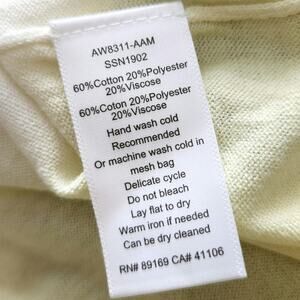 AW8311-AAM
SSN1902
60%Cotton 20%Polyester
20%Viscose
60%Coton 20%Polyester
20%Viscose
Hand wash cold
Recommended
Or machine wash cold in
mesh bag
Delicate cycle
Do not bleach
Lay flat to dry
Warm iron if needed
Can be dry cleaned
RN# 89169 CA# 41106